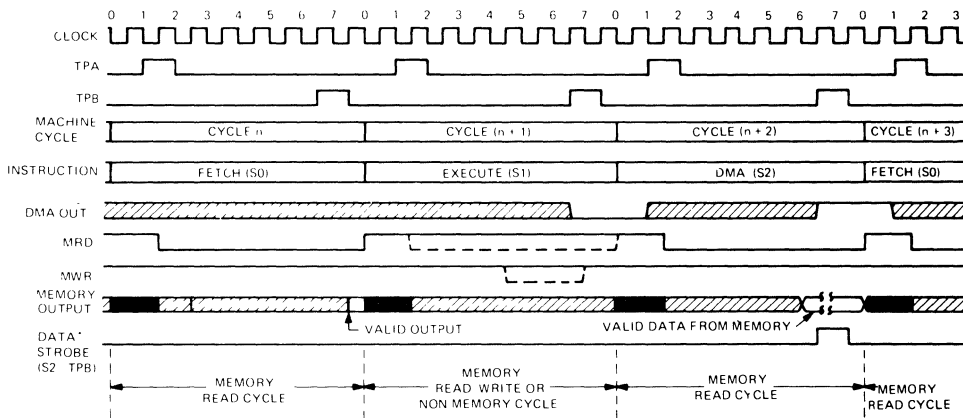 0 1 2 3 4 5 6 7 0 1 2 3 4 5 6 7 0 1 2 3 4 5 6 7 0 1 2 3
CLOCK
TPA
TPB
MACHINE CYCLE n CYCLE (n + 1) CYCLE (n + 2) CYCLE (n + 3)
CYCLE
INSTRUCTION FETCH (S0) EXECUTE (S1) DMA (S2) FETCH (S0)
DMA OUT
MRD
MWR
MEMORY
OUTPUT
VALID OUTPUT VALID DATA FROM MEMORY
DATA*
STROBE
(S2 TPB)
MEMORY MEMORY MEMORY MEMORY
READ CYCLE READ WRITE OR READ CYCLE READ CYCLE
NON MEMORY CYCLE